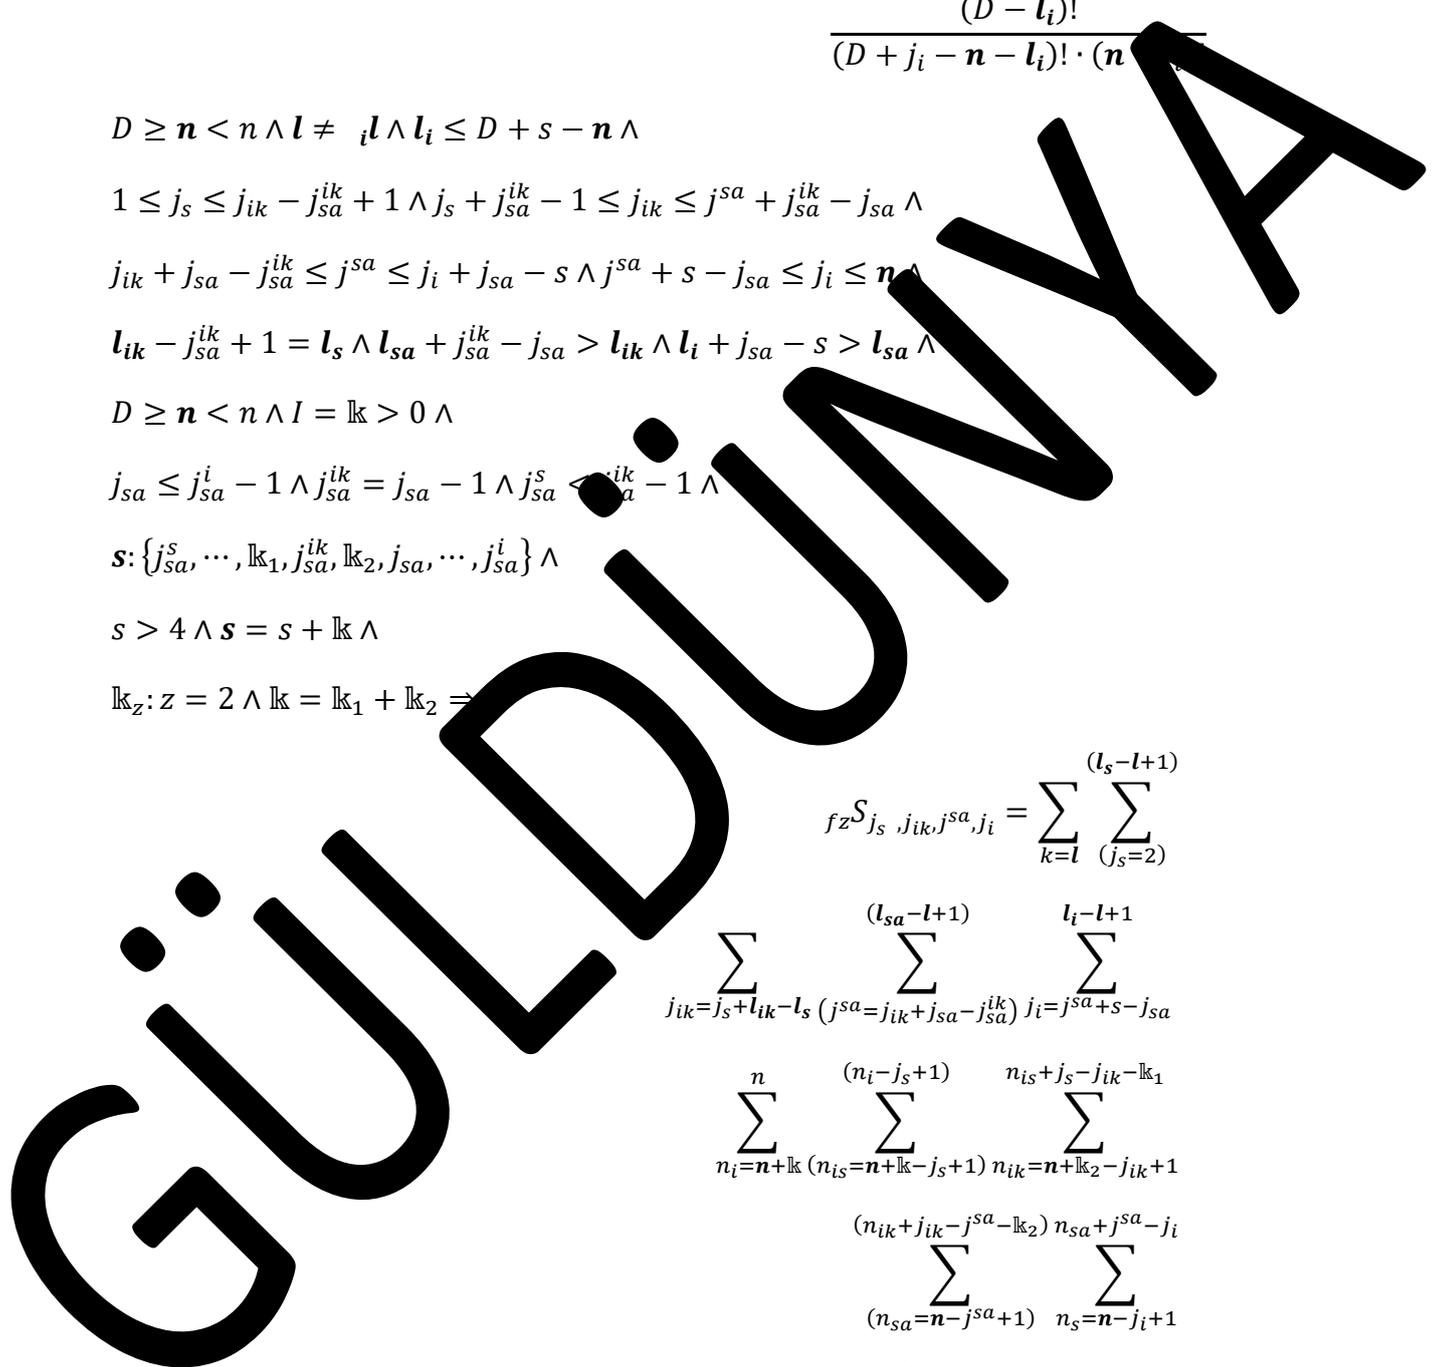 (D − l_i)!
(D + j_i − n − l_i)! · (n
D ≥ n < n ∧ l ≠ _i l ∧ l_i ≤ D + s − n ∧
1 ≤ j_s ≤ j_ik − j_sa^ik + 1 ∧ j_s + j_sa^ik − 1 ≤ j_ik ≤ j^sa + j_sa^ik − j_sa ∧
j_ik + j_sa − j_sa^ik ≤ j^sa ≤ j_i + j_sa − s ∧ j^sa + s − j_sa ≤ j_i ≤ n ∧
l_ik − j_sa^ik + 1 = l_s ∧ l_sa + j_sa^ik − j_sa > l_ik ∧ l_i + j_sa − s > l_sa ∧
D ≥ n < n ∧ I = 𝕜 > 0 ∧
j_sa ≤ j_sa^i − 1 ∧ j_sa^ik = j_sa − 1 ∧ j_sa^s < − 1 ∧
s: {j_sa^s, ⋯ , 𝕜_1, j_sa^ik, 𝕜_2, j_sa, ⋯ , j_sa^i} ∧
s > 4 ∧ s = s + 𝕜 ∧
𝕜_z: z = 2 ∧ 𝕜 = 𝕜_1 + 𝕜_2 ⇒
(l_s−l+1)
_fz S_{j_s ,j_ik,j^sa,j_i} = ∑ ∑
k=l (j_s=2)
(l_sa−l+1) l_i−l+1
∑ ∑ ∑
j_ik=j_s+l_ik−l_s (j^sa=j_ik+j_sa−j_sa^ik) j_i=j^sa+s−j_sa
n (n_i−j_s+1) n_is+j_s−j_ik−𝕜_1
∑ ∑ ∑
n_i=n+𝕜 (n_is=n+𝕜−j_s+1) n_ik=n+𝕜_2−j_ik+1
(n_ik+j_ik−j^sa−𝕜_2) n_sa+j^sa−j_i
∑ ∑
(n_sa=n−j^sa+1) n_s=n−j_i+1
GÜLDÜNYA